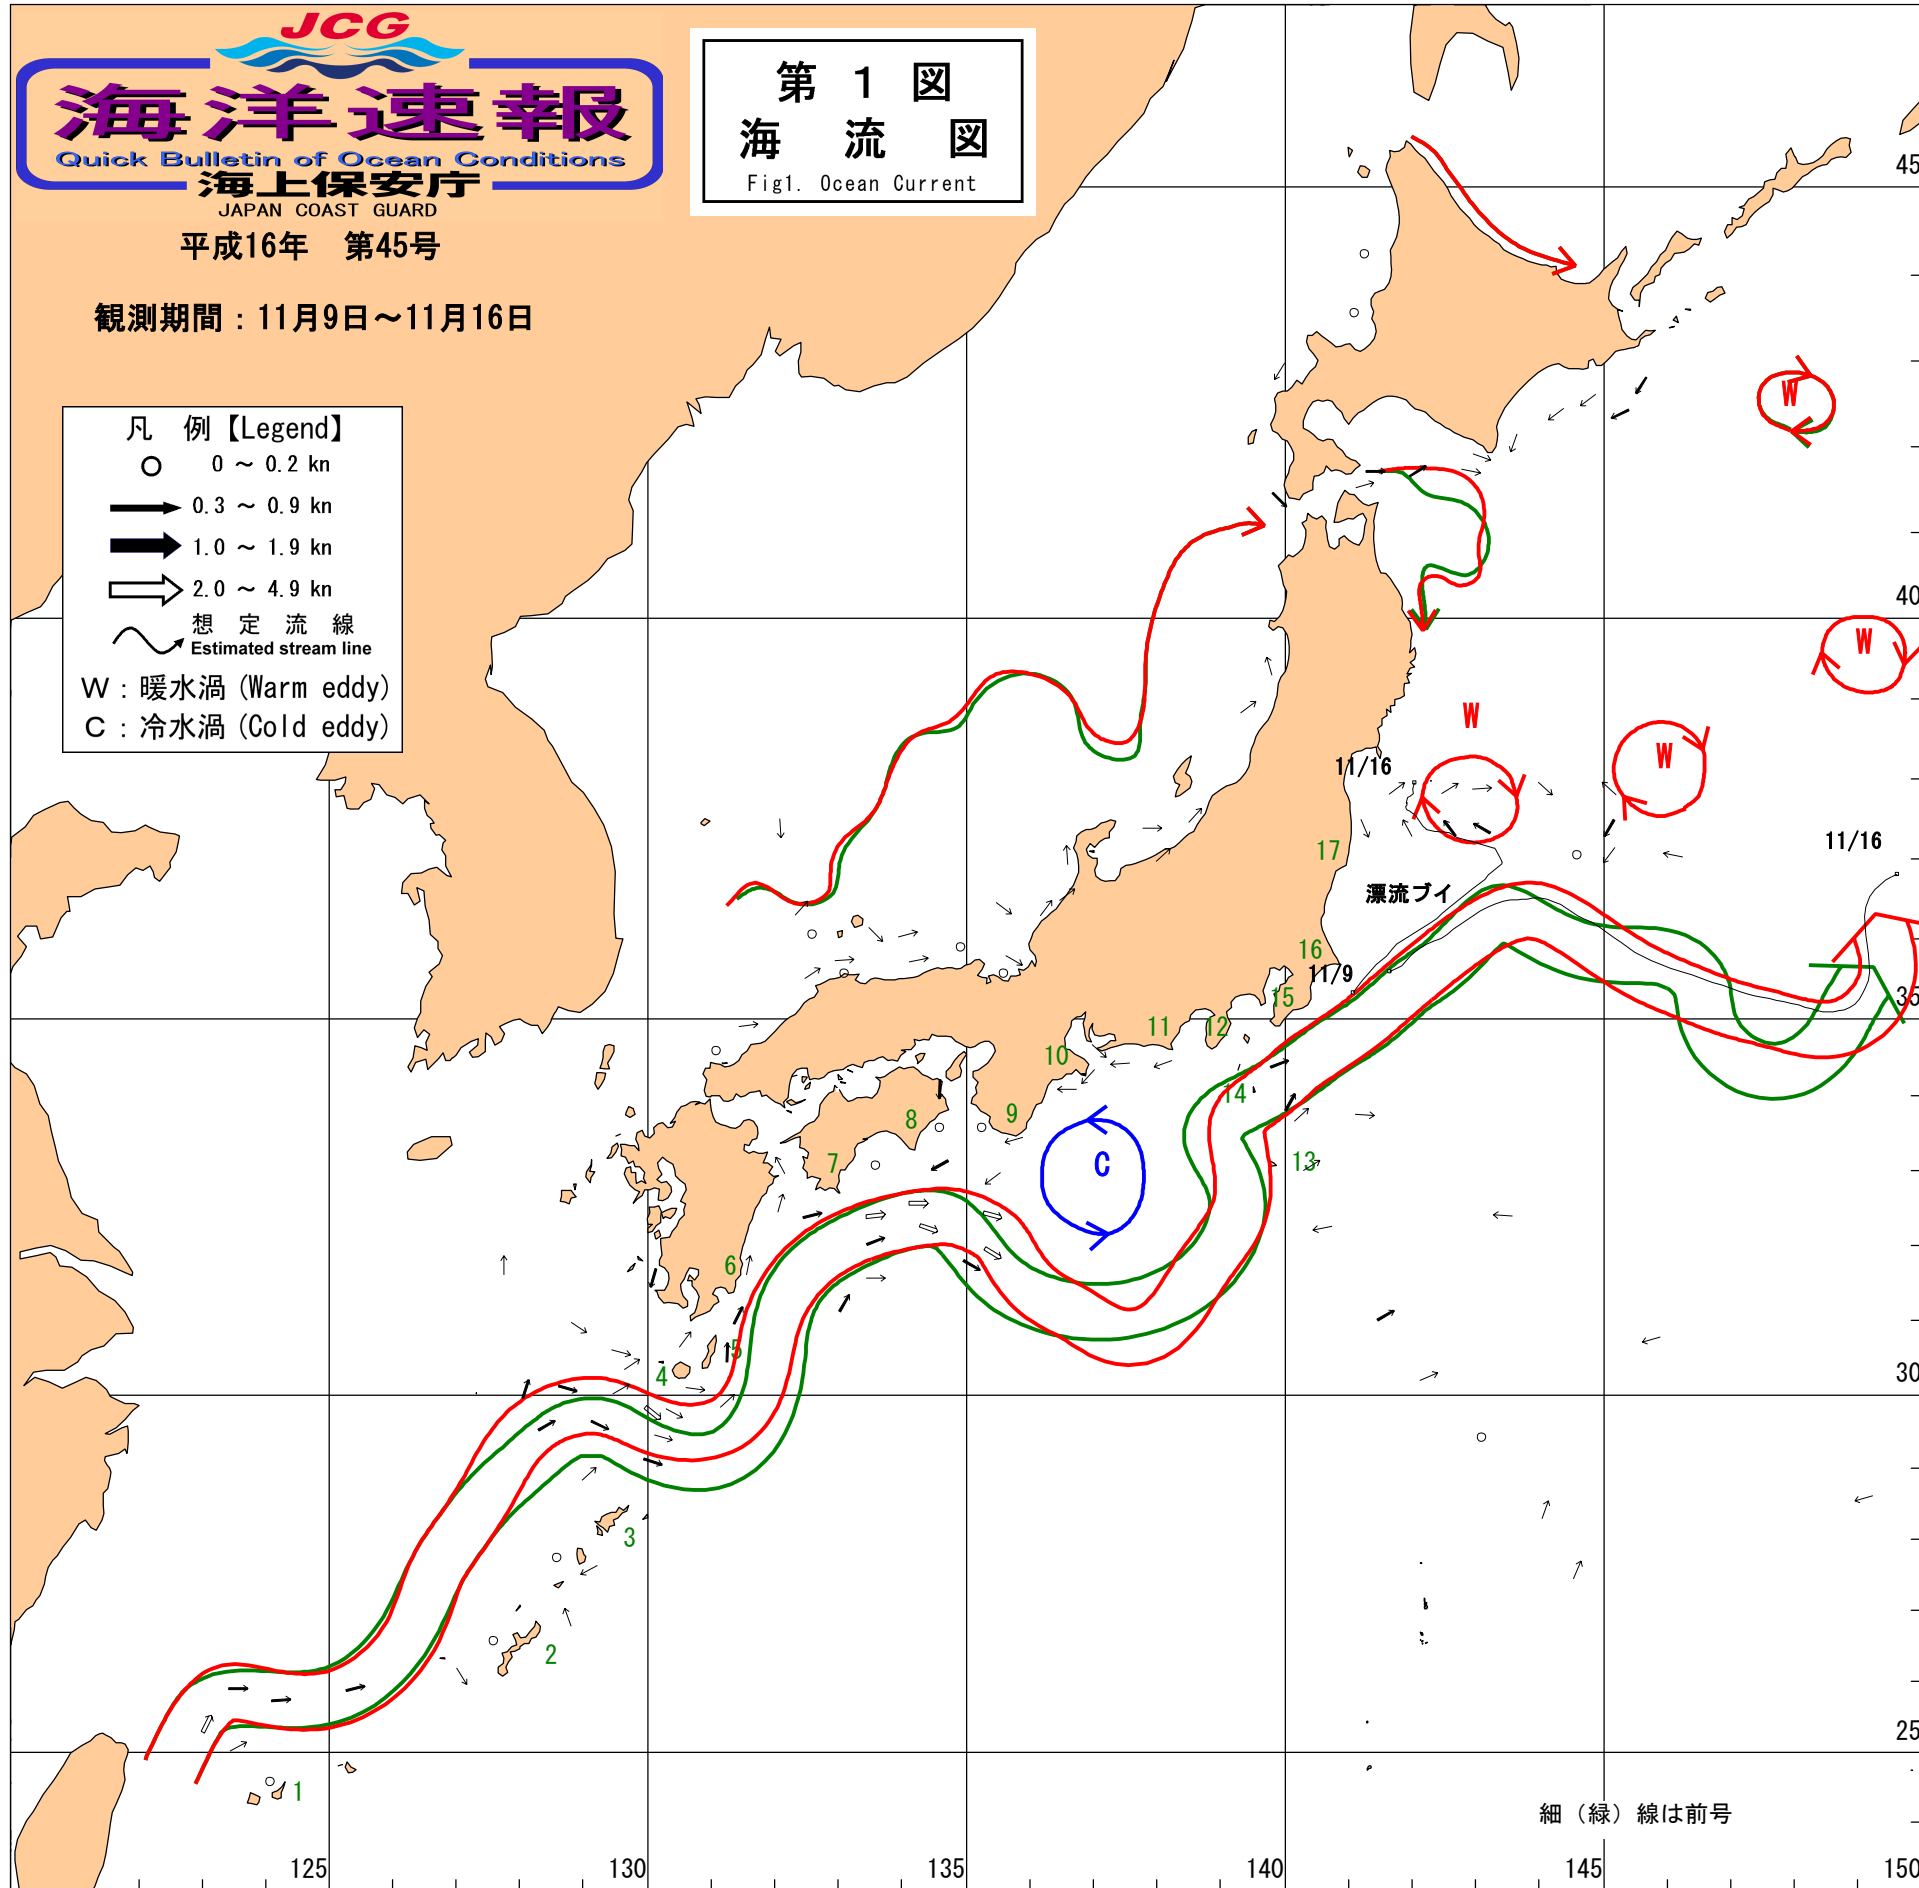 JCG
海洋速報
Quick Bulletin of Ocean Conditions
海上保安庁
JAPAN COAST GUARD
平成16年 第45号
観測期間：11月9日～11月16日
第 1 図
海 流 図
Fig1. Ocean Current
凡 例【Legend】
0 ～ 0.2 kn
0.3 ～ 0.9 kn
1.0 ～ 1.9 kn
2.0 ～ 4.9 kn
想 定 流 線
Estimated stream line
W：暖水渦(Warm eddy)
C：冷水渦(Cold eddy)
45
W
40
W
W
W
11/16
11/16
17
漂流ブイ
16
11/9
15
35
11
12
10
14
9
8
7
C
13
6
5
4
30
3
2
25
1
細（緑）線は前号
125
130
135
140
145
150